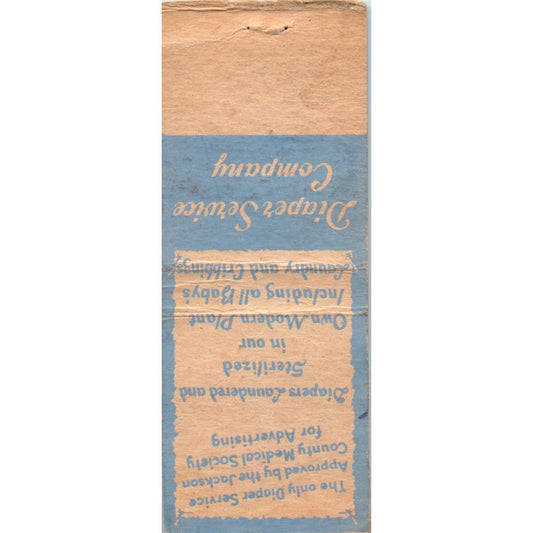 The only Diaper Service
Approved by the Jackson
County Medical Society
for Advertising
Diapers Laundered and
Sterilized
in our
Own Modern Plant
Including all Baby's
Laundry and Cribbings
Diaper Service
Company